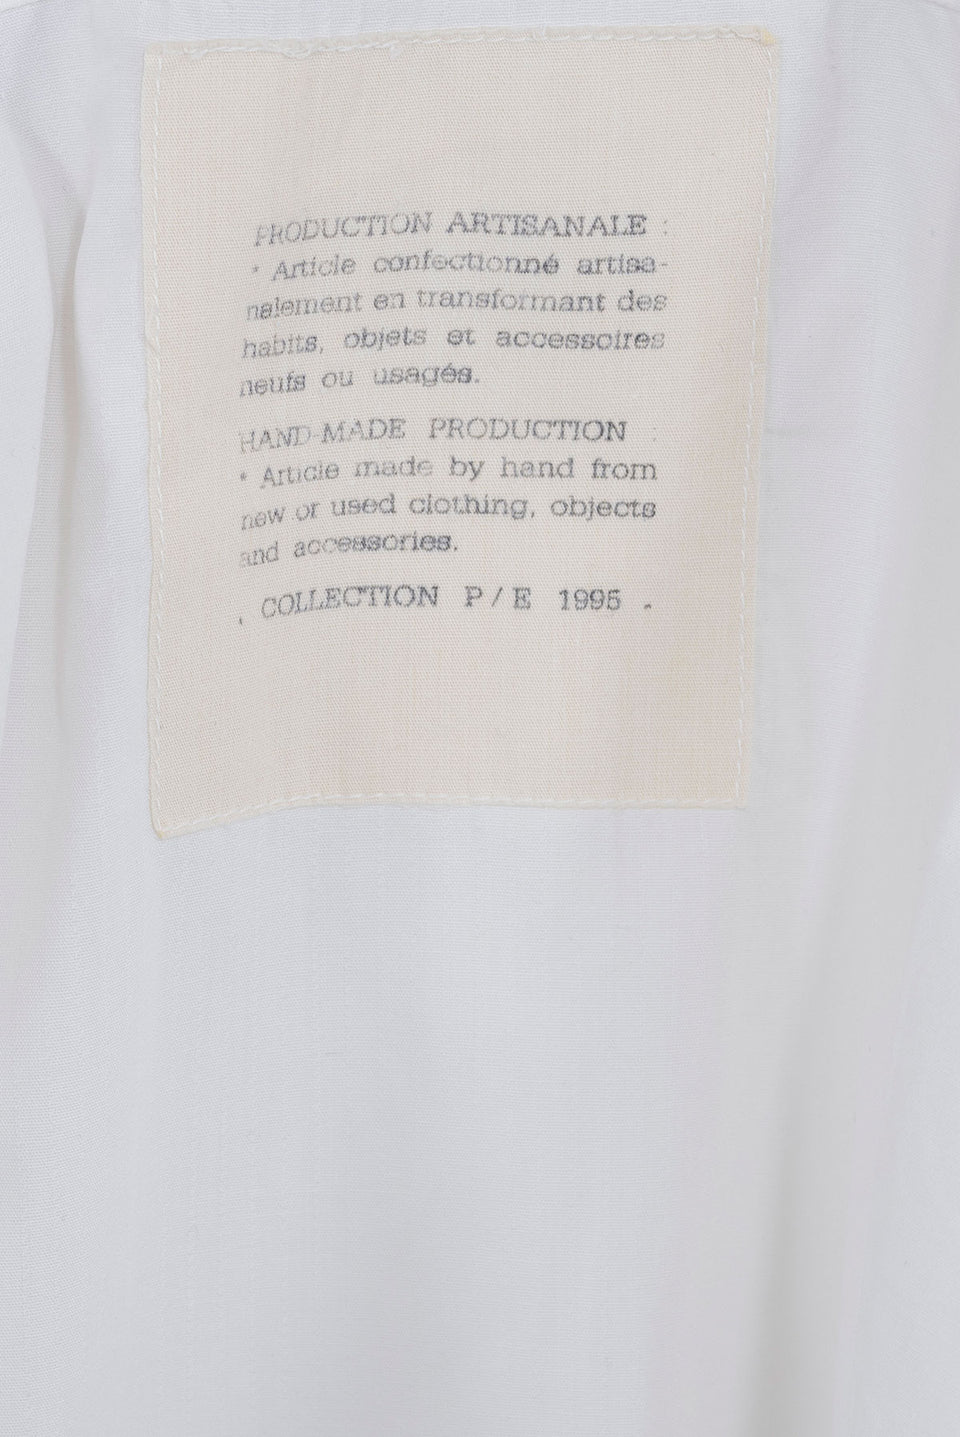 PRODUCTION ARTISANALE :
* Article confectionné artisa-
nalement en transformant des
habits, objets et accessoires
neufs ou usagés.
HAND-MADE PRODUCTION :
* Article made by hand from
new or used clothing, objects
and accessories.
COLLECTION P / E 1995